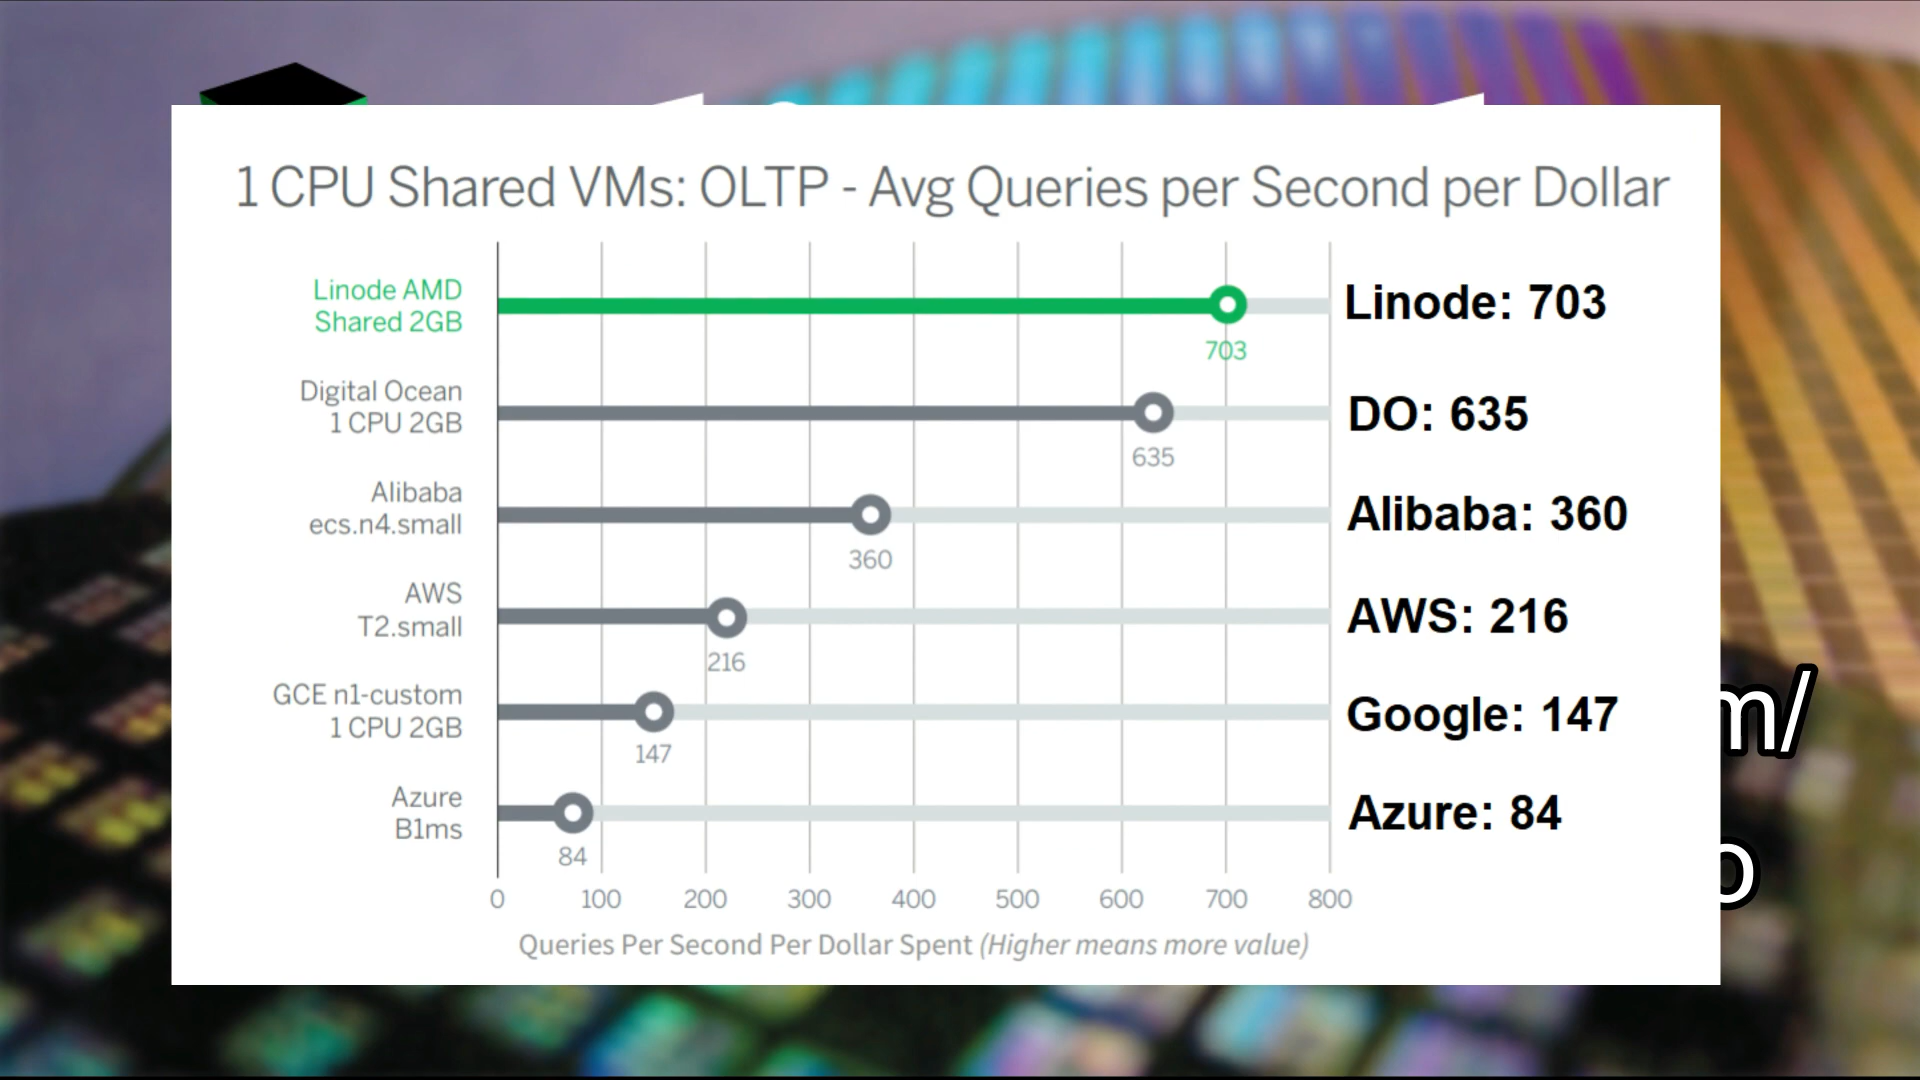 1 CPU Shared VMs: OLTP - Avg Queries per Second per Dollar
Linode AMD
Shared 2GB
703
Linode: 703
Digital Ocean
1 CPU 2GB
635
DO: 635
Alibaba
ecs.n4.small
360
Alibaba: 360
AWS
T2.small
216
AWS: 216
GCE n1-custom
1 CPU 2GB
147
Google: 147
Azure
B1ms
84
Azure: 84
0 100 200 300 400 500 600 700 800
Queries Per Second Per Dollar Spent (Higher means more value)
m/